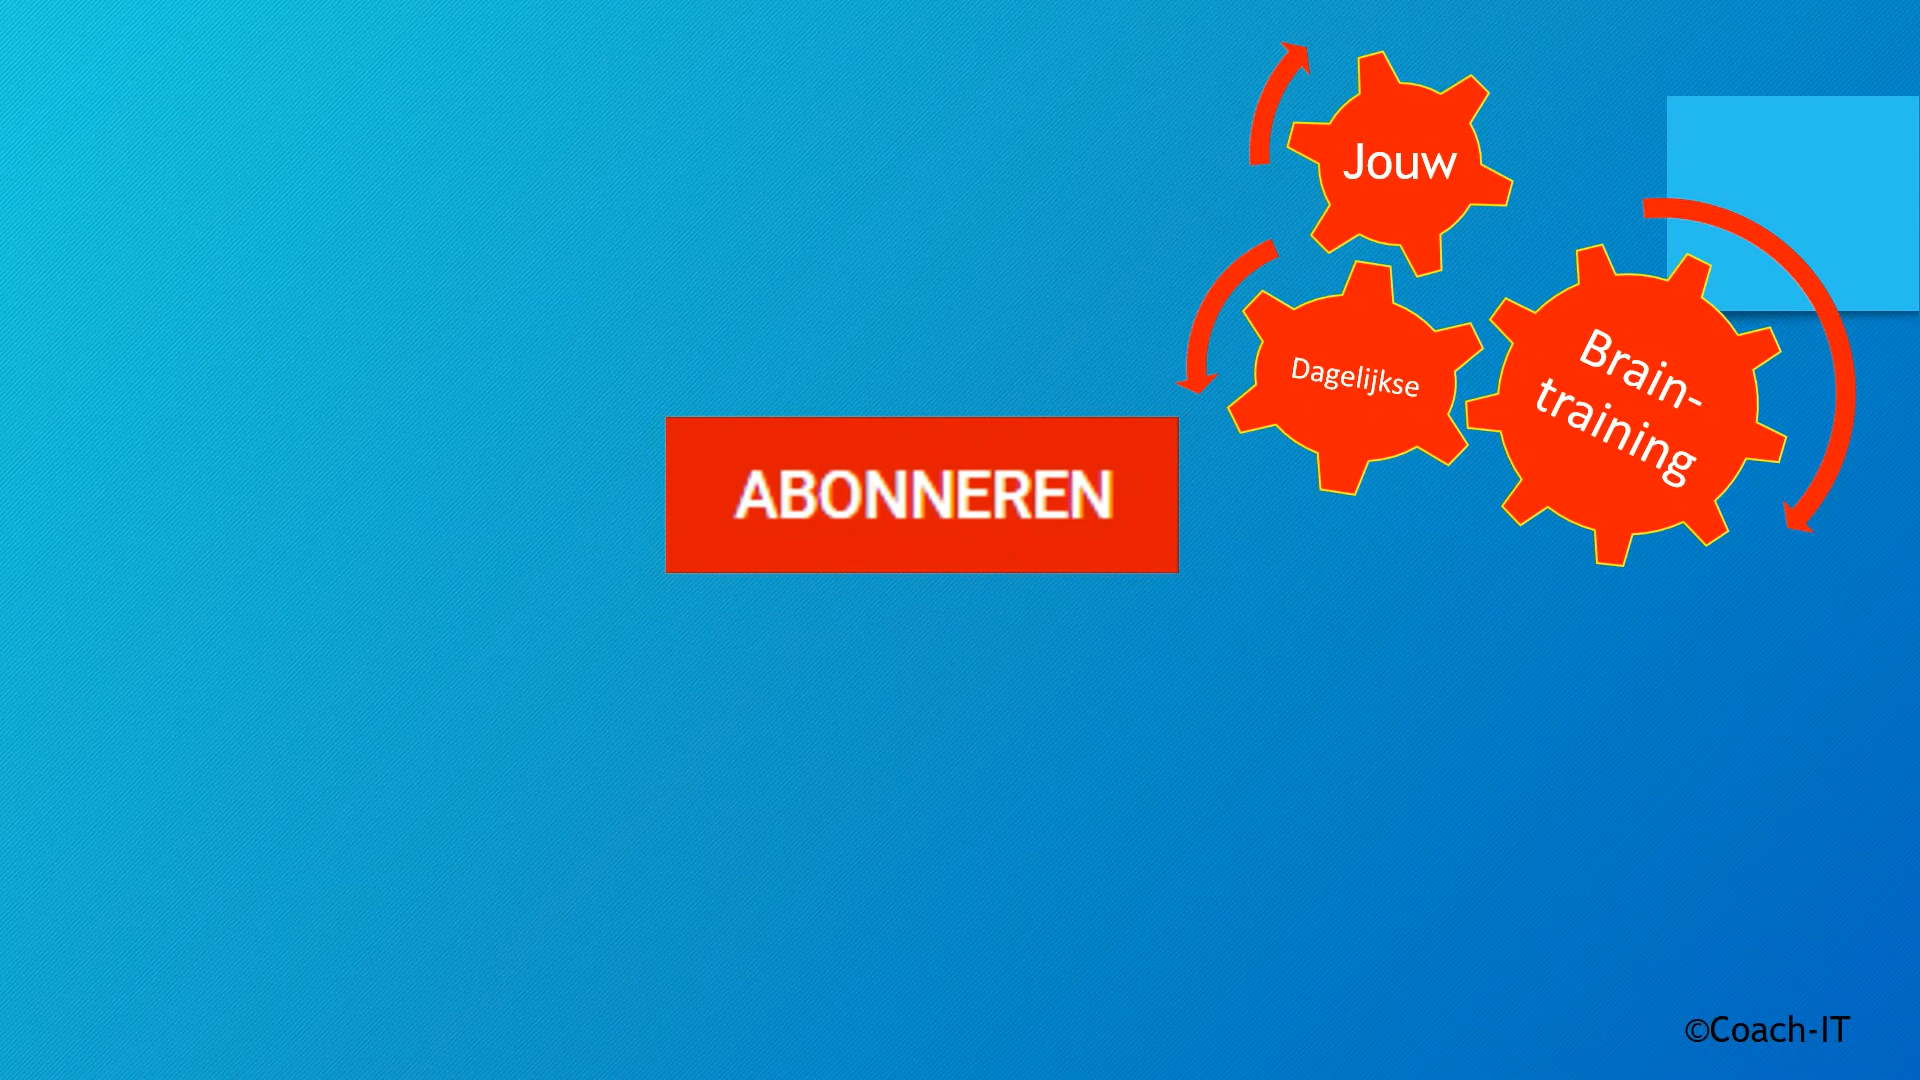 Jouw
Dagelijkse
Brain-
training
ABONNEREN
©Coach-IT